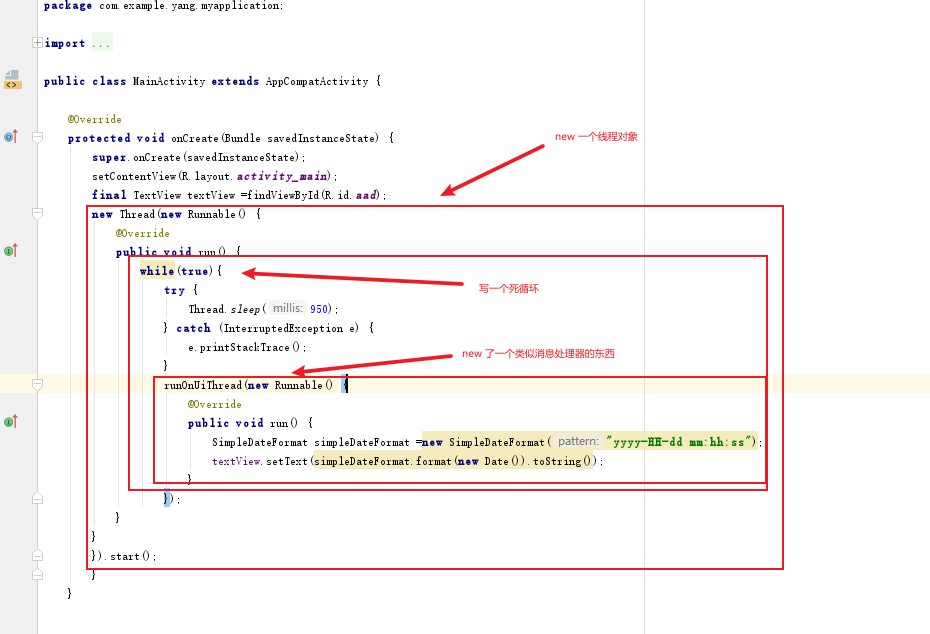 package com.example.yang.myapplication;
import ...
public class MainActivity extends AppCompatActivity {
@Override
protected void onCreate(Bundle savedInstanceState) {
new 一个线程对象
super.onCreate(savedInstanceState);
setContentView(R.layout.activity_main);
final TextView textView =findViewById(R.id.aad);
new Thread(new Runnable() {
@Override
public void run() {
while(true){
写一个死循环
try {
Thread.sleep( millis: 950);
} catch (InterruptedException e) {
e.printStackTrace();
}
new 了一个类似消息处理器的东西
runOnUiThread(new Runnable() {
@Override
public void run() {
SimpleDateFormat simpleDateFormat =new SimpleDateFormat( pattern: "yyyy-HH-dd mm:hh:ss");
textView.setText(simpleDateFormat.format(new Date()).toString());
}
});
}
}
}).start();
}
}